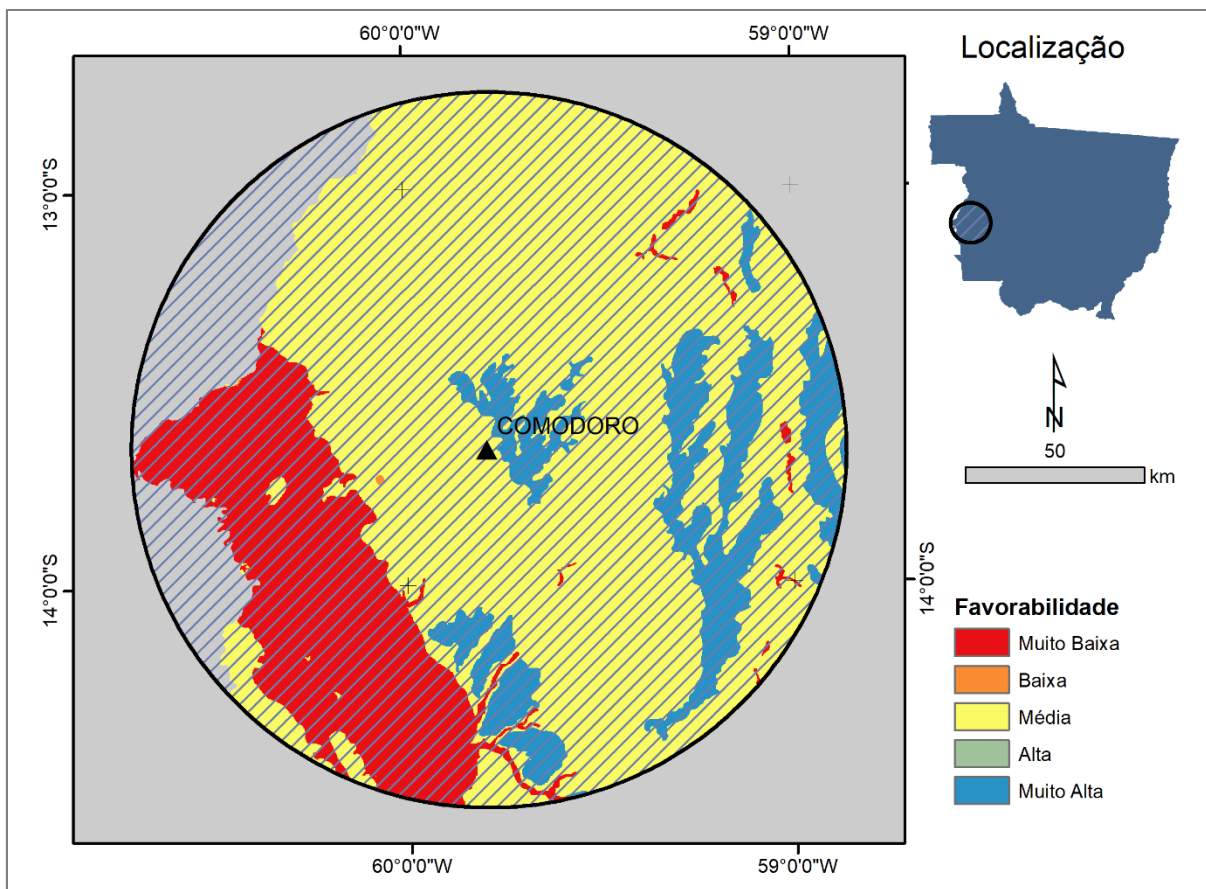 60°0'0"W
59°0'0"W
Localização
13°0'0"S
COMODORO
N
50
km
14°0'0"S
14°0'0"S
Favorabilidade
Muito Baixa
Baixa
Média
Alta
Muito Alta
60°0'0"W
59°0'0"W